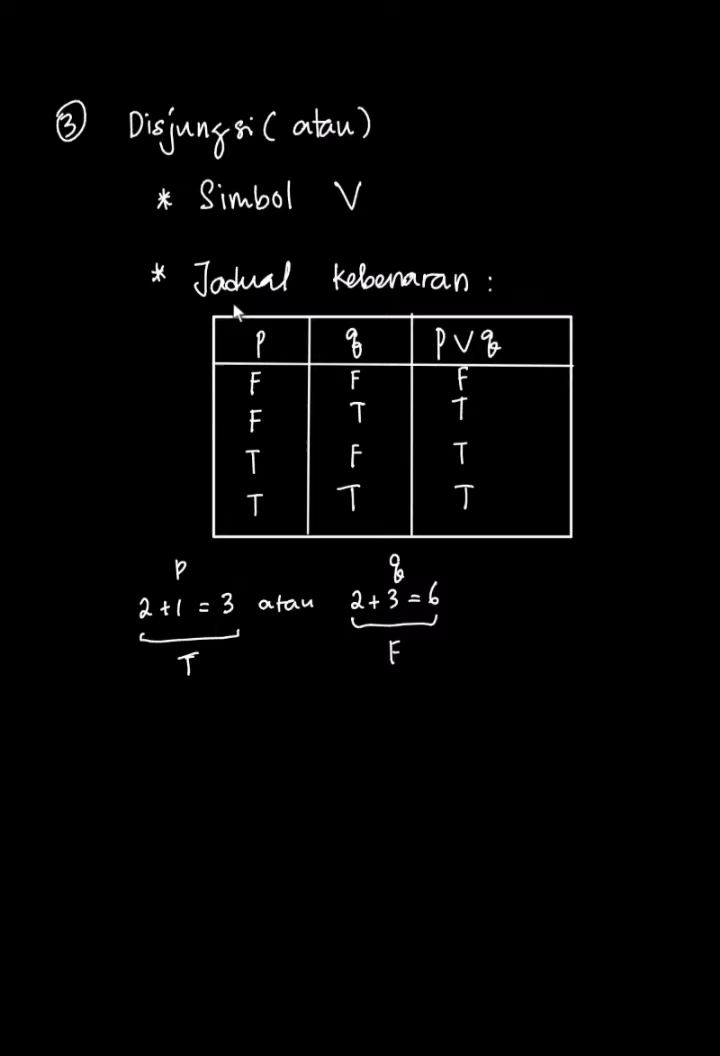 ③ Disjungsi (atau)
* Simbol ∨
* Jadual kebenaran :
p q p ∨ q
F F F
F T T
T F T
T T T
p q
2 + 1 = 3 atau 2 + 3 = 6
T F